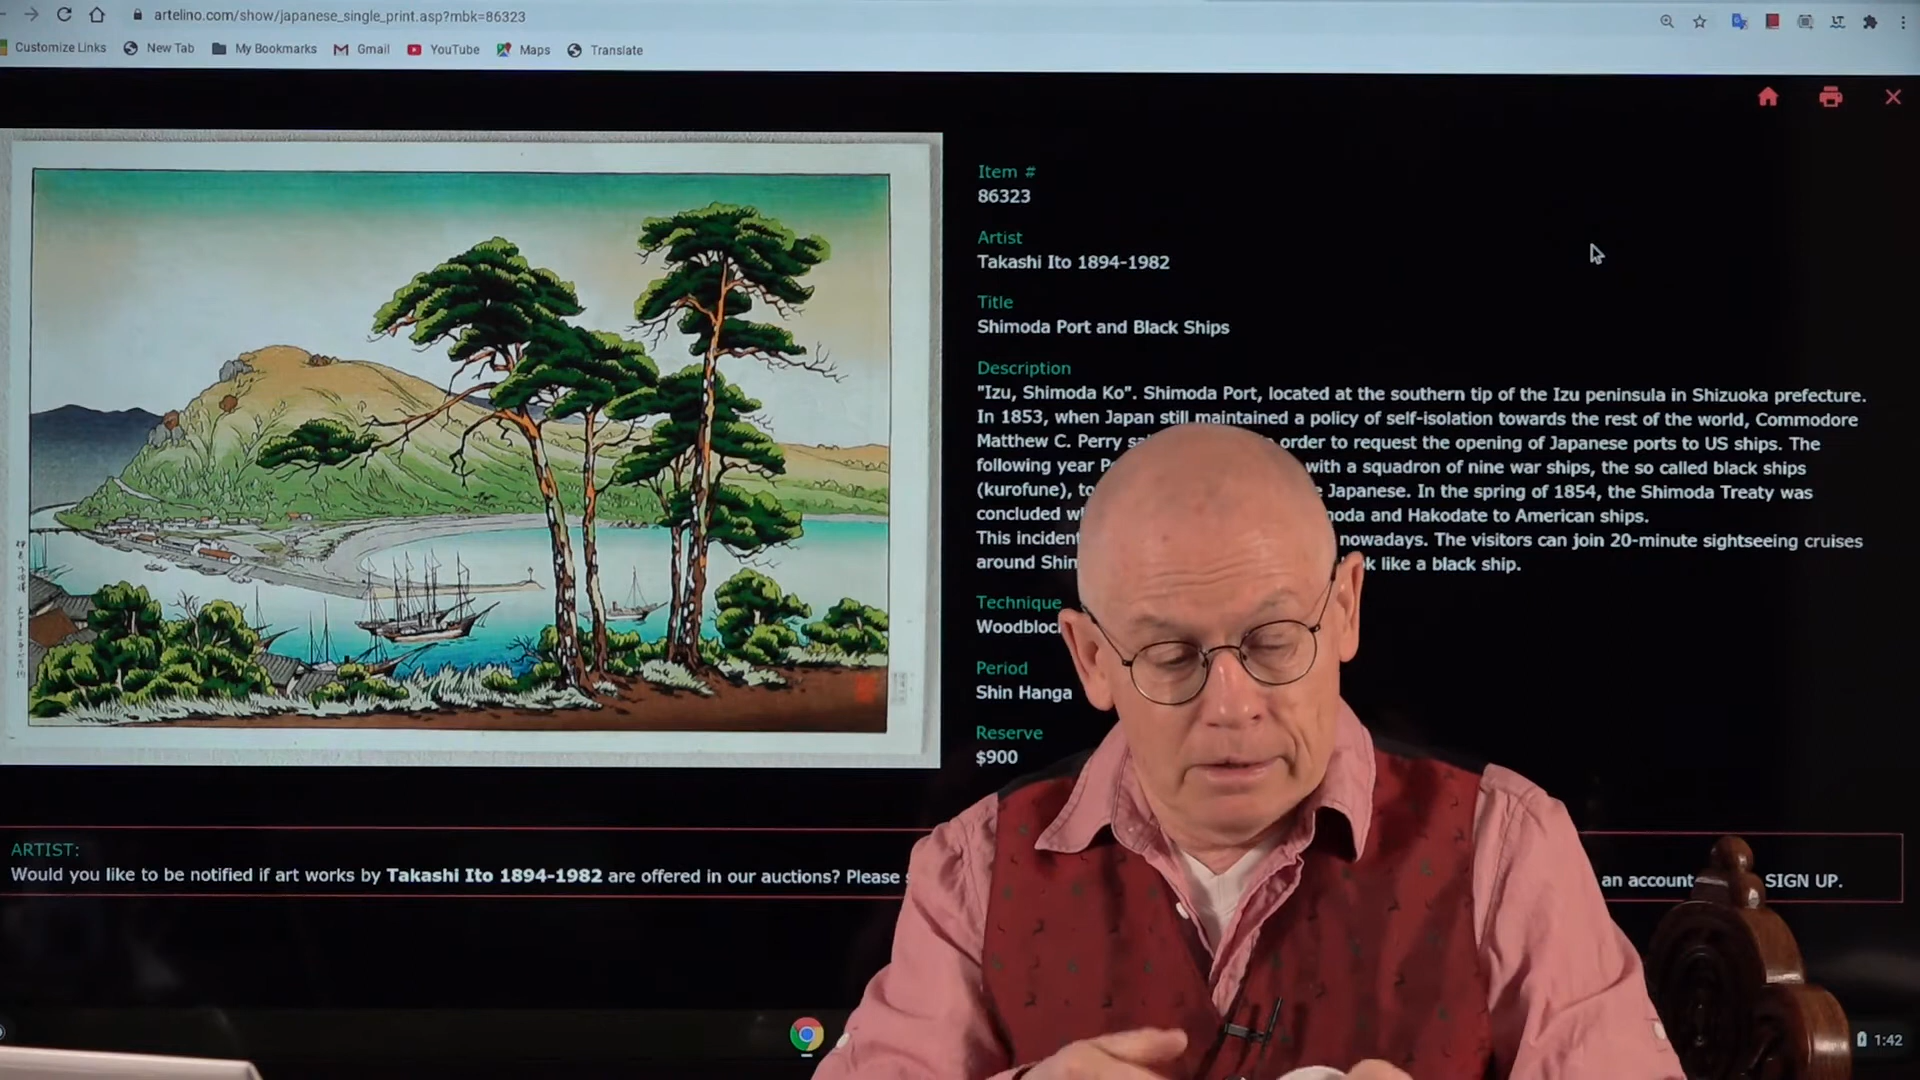 artelino.com/show/japanese_single_print.asp?mbk=86323
Customize Links New Tab My Bookmarks Gmail YouTube Maps Translate
Item #
86323
Artist
Takashi Ito 1894-1982
Title
Shimoda Port and Black Ships
Description
"Izu, Shimoda Ko". Shimoda Port, located at the southern tip of the Izu peninsula in Shizuoka prefecture.
In 1853, when Japan still maintained a policy of self-isolation towards the rest of the world, Commodore
Matthew C. Perry order to request the opening of Japanese ports to US ships. The
following year with a squadron of nine war ships, the so called black ships
(kurofune), Japanese. In the spring of 1854, the Shimoda Treaty was
concluded and Hakodate to American ships.
This incident nowadays. The visitors can join 20-minute sightseeing cruises
around like a black ship.
Technique
Period
Shin Hanga
Reserve
$900
ARTIST:
Would you like to be notified if art works by Takashi Ito 1894-1982 are offered in our auctions? Please an account SIGN UP.
1:42